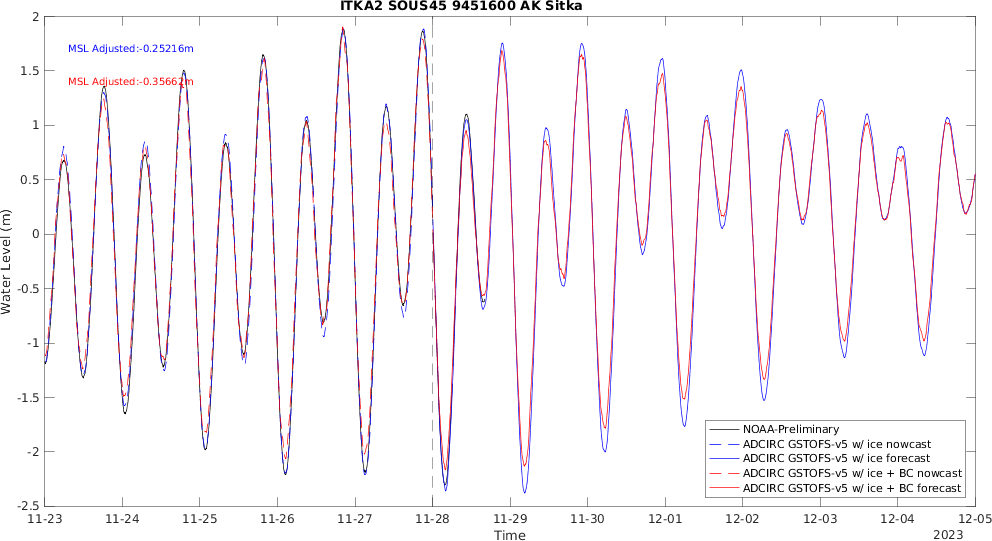 ITKA2 SOUS45 9451600 AK Sitka
MSL Adjusted:-0.25216m
MSL Adjusted:-0.35662m
Water Level (m)
2
1.5
1
0.5
0
-0.5
-1
-1.5
-2
-2.5
NOAA-Preliminary
ADCIRC GSTOFS-v5 w/ ice nowcast
ADCIRC GSTOFS-v5 w/ice forecast
ADCIRC GSTOFS-v5 w/ice + BC nowcast
ADCIRC GSTOFS-v5 w/ice + BC forecast
11-23 11-24 11-25 11-26 11-27 11-28 11-29 11-30 12-01 12-02 12-03 12-04 12-05
Time
2023